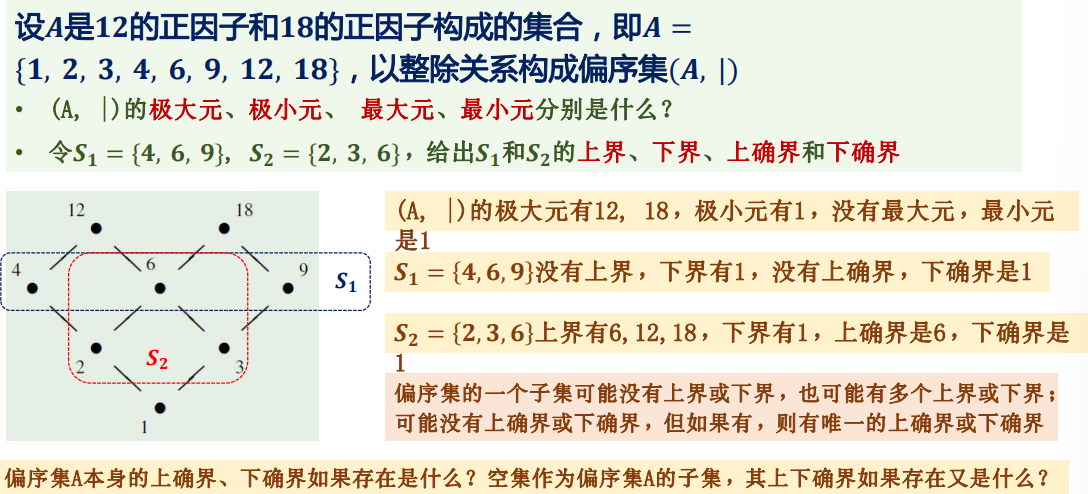 设A是12的正因子和18的正因子构成的集合，即A =
{1, 2, 3, 4, 6, 9, 12, 18}，以整除关系构成偏序集(A, |)
• (A, |)的极大元、极小元、 最大元、最小元分别是什么？
• 令S₁ = {4, 6, 9}, S₂ = {2, 3, 6}，给出S₁和S₂的上界、下界、上确界和下确界
12
18
4
6
9
S₁
2
S₂
3
1
(A, |)的极大元有12, 18，极小元有1，没有最大元，最小元
是1
S₁ = {4, 6, 9}没有上界，下界有1，没有上确界，下确界是1
S₂ = {2, 3, 6}上界有6, 12, 18，下界有1，上确界是6，下确界是
1
偏序集的一个子集可能没有上界或下界，也可能有多个上界或下界；
可能没有上确界或下确界，但如果有，则有唯一的上确界或下确界
偏序集A本身的上确界、下确界如果存在是什么？空集作为偏序集A的子集，其上下确界如果存在又是什么？